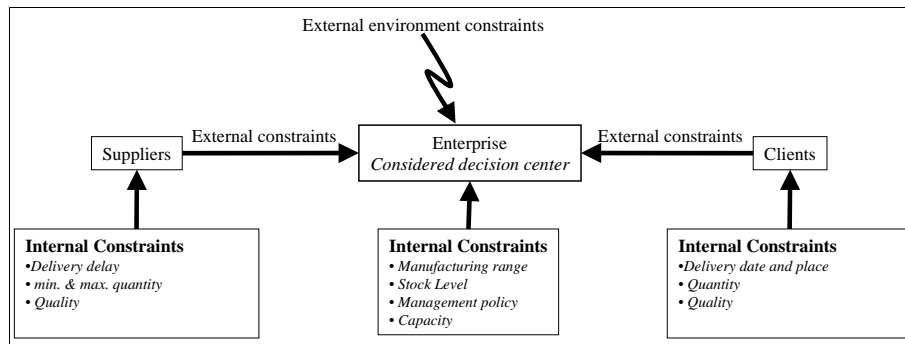 External environment constraints
External constraints
External constraints
Suppliers
Enterprise
Considered decision center
Clients
Internal Constraints
•Delivery delay
• min. & max. quantity
• Quality
Internal Constraints
• Manufacturing range
• Stock Level
• Management policy
• Capacity
Internal Constraints
•Delivery date and place
• Quantity
• Quality